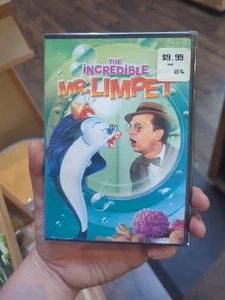 THE
INCREDIBLE
MR. LIMPET
$9.99